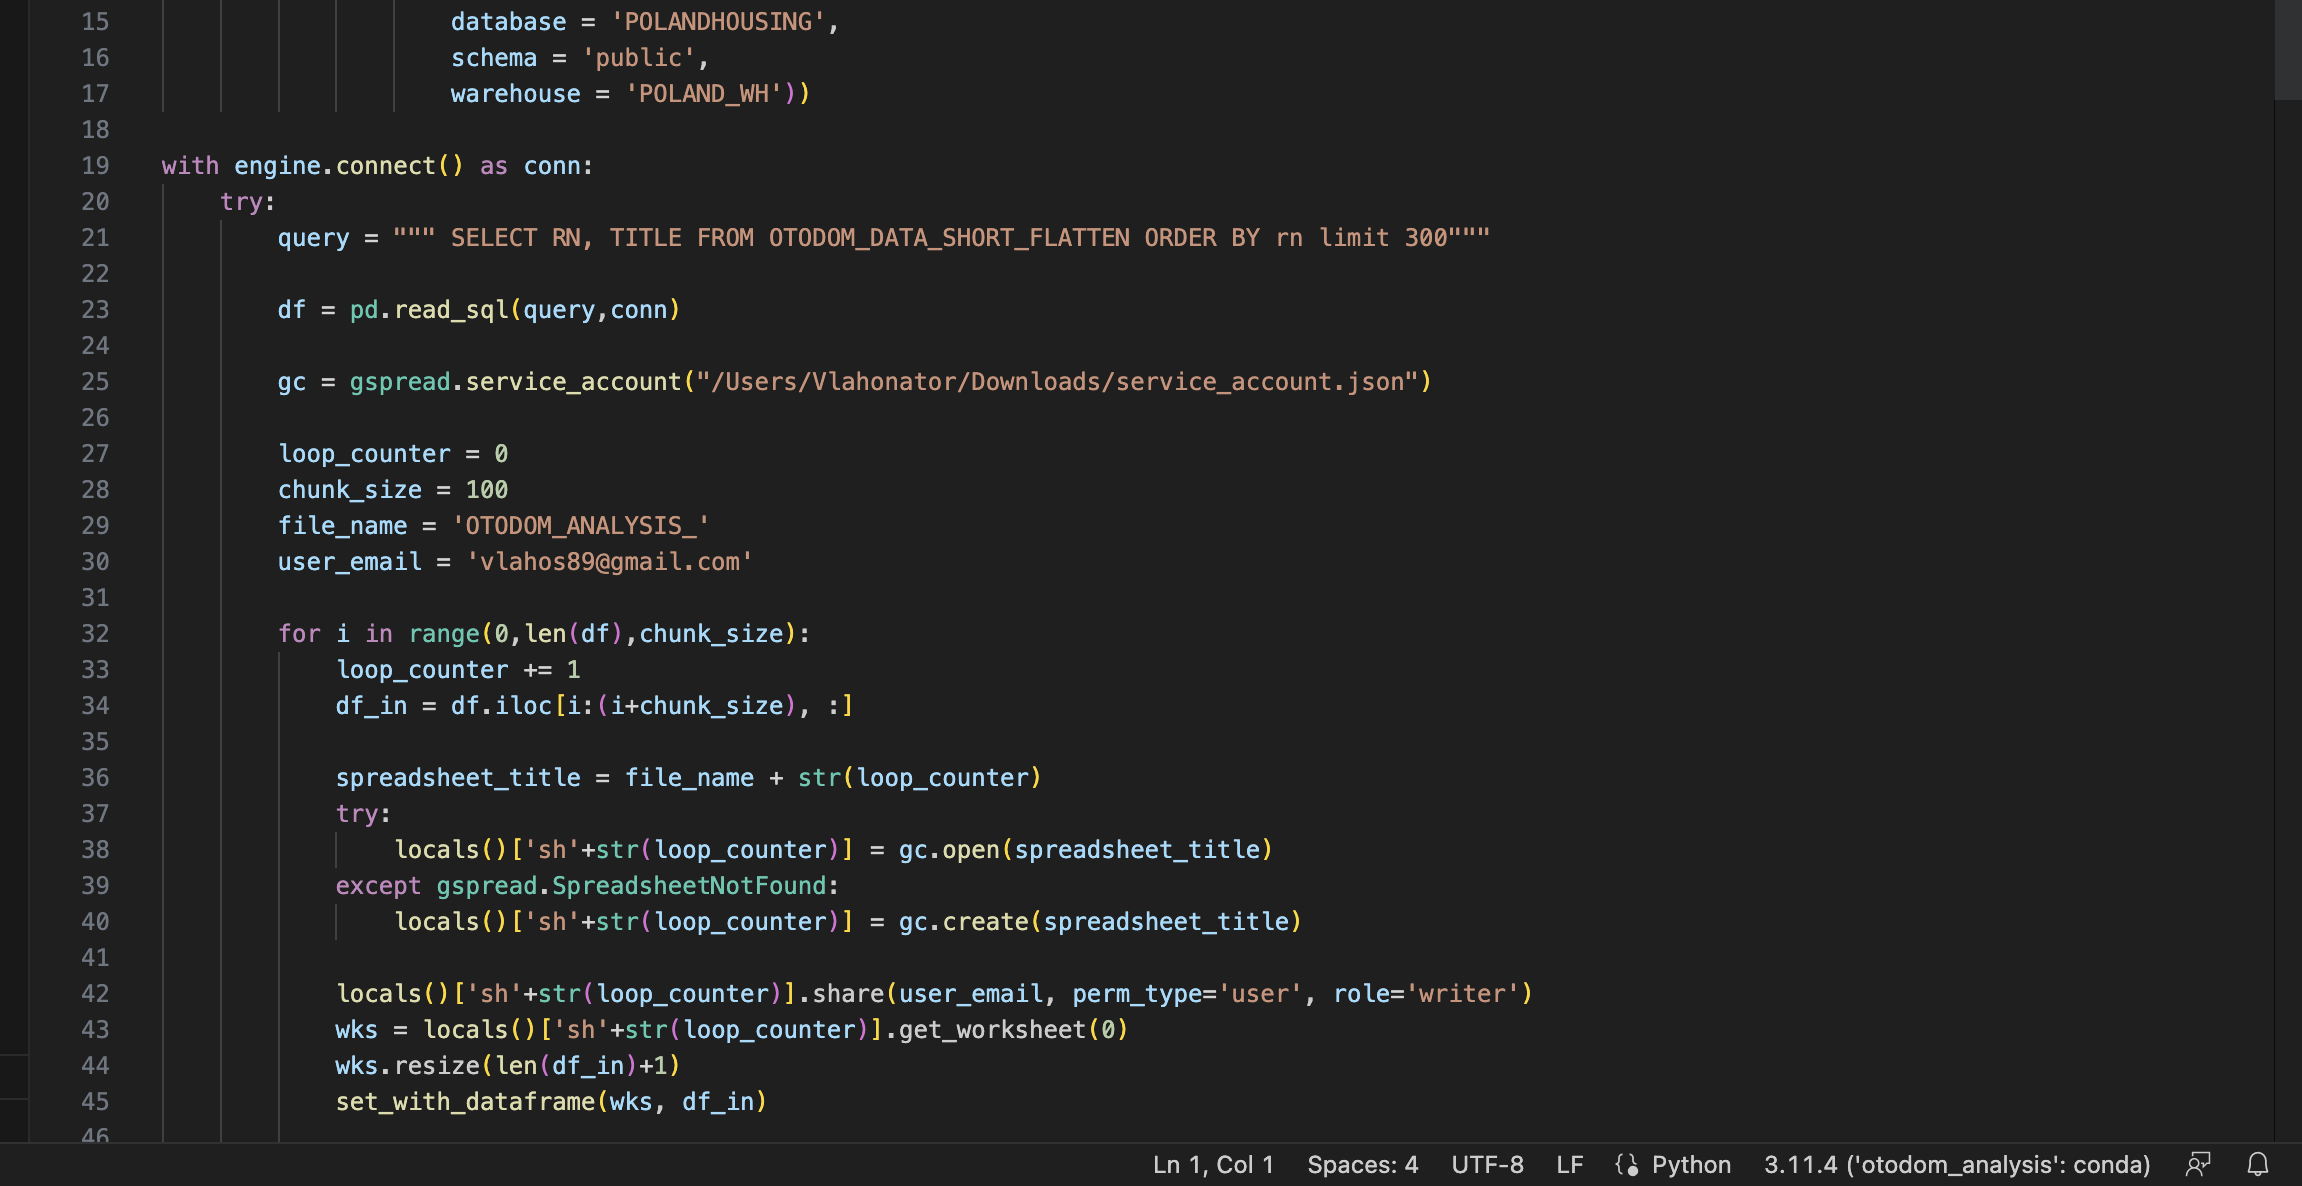 15 database = 'POLANDHOUSING',
16 schema = 'public',
17 warehouse = 'POLAND_WH'))
18
19 with engine.connect() as conn:
20 try:
21 query = """ SELECT RN, TITLE FROM OTODOM_DATA_SHORT_FLATTEN ORDER BY rn limit 300"""
22
23 df = pd.read_sql(query,conn)
24
25 gc = gspread.service_account("/Users/Vlahonator/Downloads/service_account.json")
26
27 loop_counter = 0
28 chunk_size = 100
29 file_name = 'OTODOM_ANALYSIS_'
30 user_email = 'vlahos89@gmail.com'
31
32 for i in range(0,len(df),chunk_size):
33 loop_counter += 1
34 df_in = df.iloc[i:(i+chunk_size), :]
35
36 spreadsheet_title = file_name + str(loop_counter)
37 try:
38 locals()['sh'+str(loop_counter)] = gc.open(spreadsheet_title)
39 except gspread.SpreadsheetNotFound:
40 locals()['sh'+str(loop_counter)] = gc.create(spreadsheet_title)
41
42 locals()['sh'+str(loop_counter)].share(user_email, perm_type='user', role='writer')
43 wks = locals()['sh'+str(loop_counter)].get_worksheet(0)
44 wks.resize(len(df_in)+1)
45 set_with_dataframe(wks, df_in)
46
Ln 1, Col 1 Spaces: 4 UTF-8 LF Python 3.11.4 ('otodom_analysis': conda)